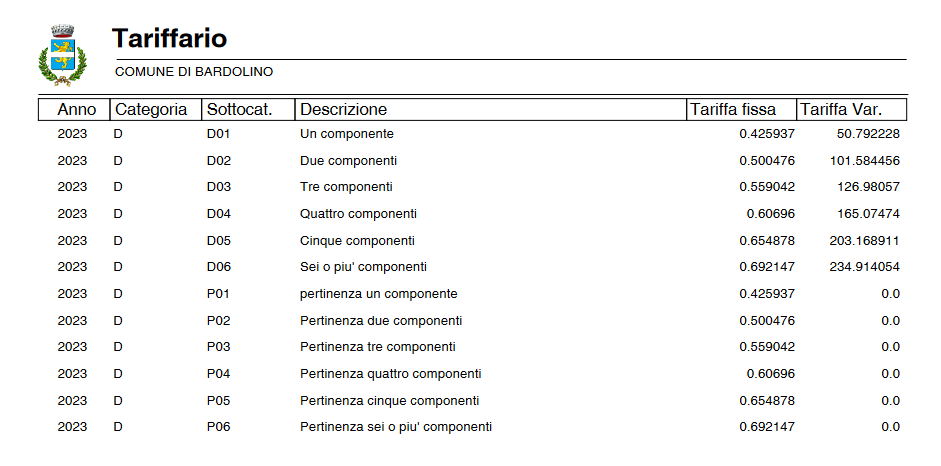 Tariffario
COMUNE DI BARDOLINO
Anno Categoria Sottocat. Descrizione Tariffa fissa Tariffa Var.
2023 D D01 Un componente 0.425937 50.792228
2023 D D02 Due componenti 0.500476 101.584456
2023 D D03 Tre componenti 0.559042 126.98057
2023 D D04 Quattro componenti 0.60696 165.07474
2023 D D05 Cinque componenti 0.654878 203.168911
2023 D D06 Sei o piu' componenti 0.692147 234.914054
2023 D P01 pertinenza un componente 0.425937 0.0
2023 D P02 Pertinenza due componenti 0.500476 0.0
2023 D P03 Pertinenza tre componenti 0.559042 0.0
2023 D P04 Pertinenza quattro componenti 0.60696 0.0
2023 D P05 Pertinenza cinque componenti 0.654878 0.0
2023 D P06 Pertinenza sei o piu' componenti 0.692147 0.0